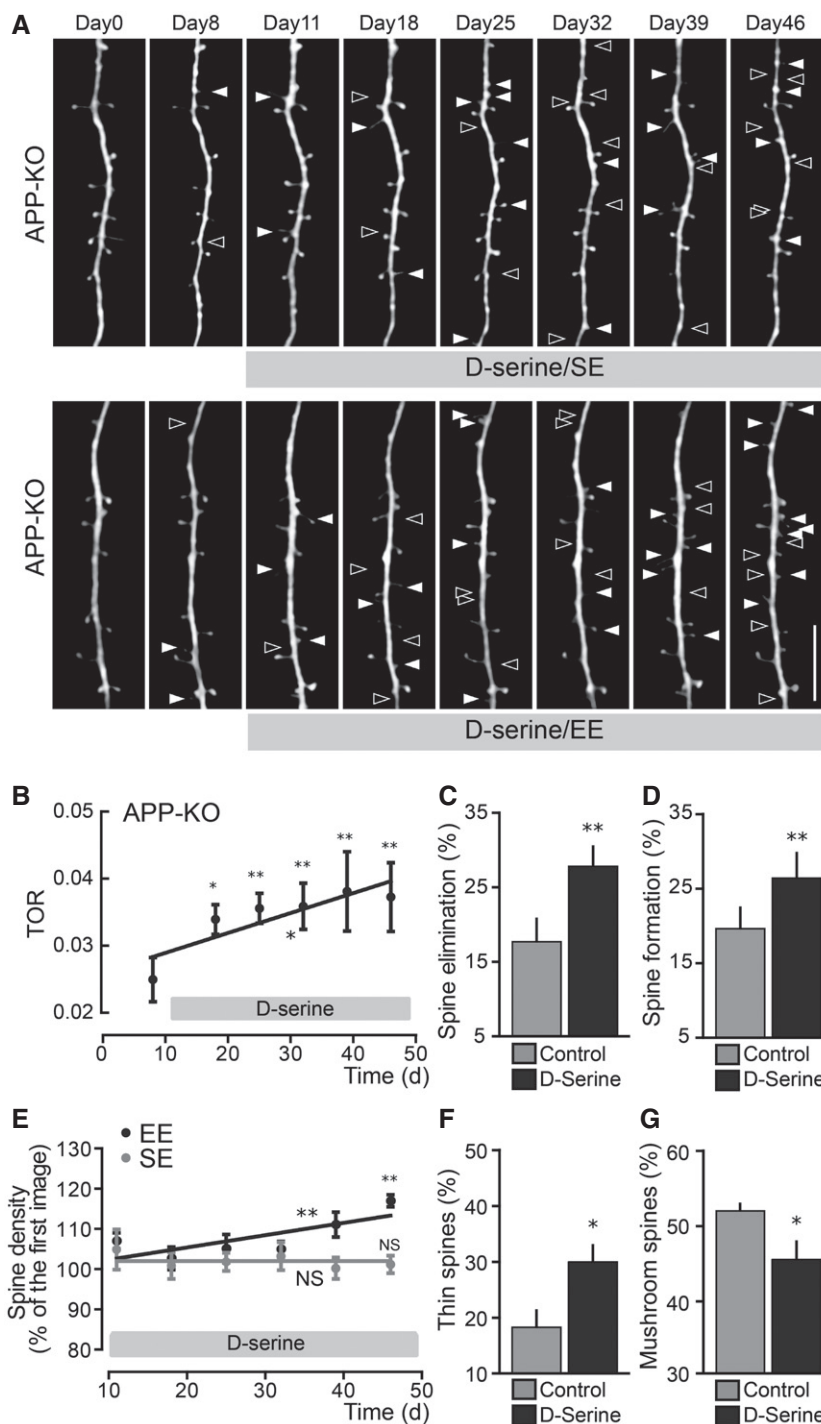 A
Day0 Day8 Day11 Day18 Day25 Day32 Day39 Day46
APP-KO
D-serine/SE
APP-KO
D-serine/EE
B
APP-KO
TOR
0.05
0.04
0.03
0.02
* ** ** ** **
*
D-serine
0 10 20 30 40 50
Time (d)
C
Spine elimination (%)
35
25
15
5
**
Control
D-Serine
D
Spine formation (%)
35
25
15
5
**
Control
D-Serine
E
EE
SE
Spine density
(% of the first image)
130
120
110
100
90
80
**
**
NS
NS
D-serine
10 20 30 40 50
Time (d)
F
Thin spines (%)
50
40
30
20
10
*
Control
D-Serine
G
Mushroom spines (%)
60
50
40
30
*
Control
D-Serine